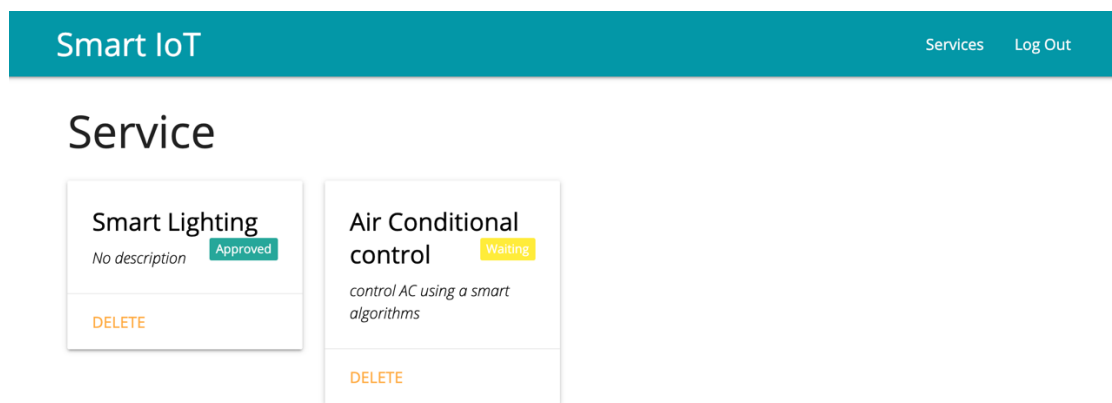 Smart IoT
Services Log Out
Service
Smart Lighting
Approved
No description
DELETE
Air Conditional
control
Waiting
control AC using a smart
algorithms
DELETE